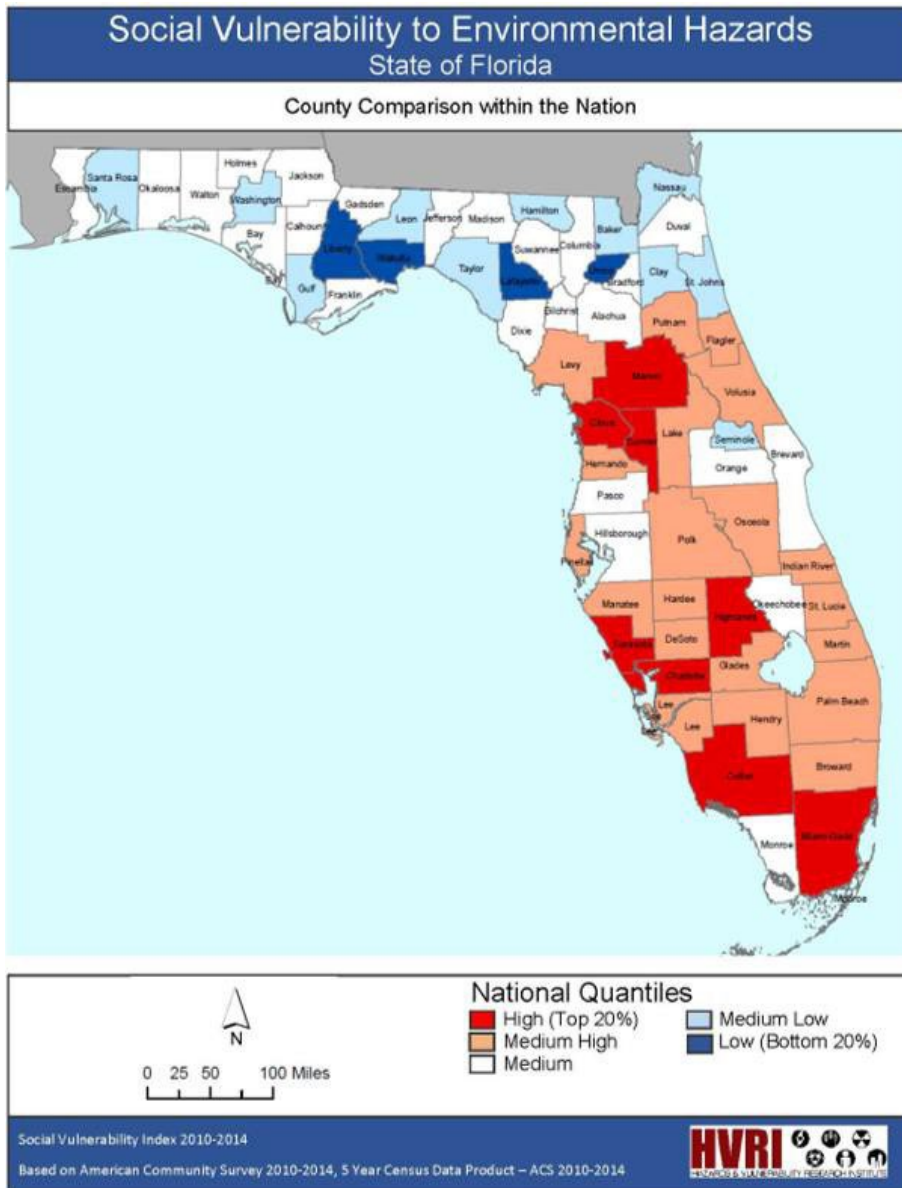 Social Vulnerability to Environmental Hazards
State of Florida
County Comparison within the Nation
Holmes
Jackson
Santa Rosa
Okaloosa
Walton
Washington
Escambia
Gadsden
Calhoun
Bay
Liberty
Leon
Jefferson
Madison
Hamilton
Wakulla
Gulf
Franklin
Taylor
Lafayette
Suwannee
Columbia
Baker
Nassau
Duval
Union
Bradford
Clay
St. Johns
Dixie
Gilchrist
Alachua
Putnam
Flagler
Levy
Marion
Volusia
Citrus
Sumter
Lake
Seminole
Orange
Brevard
Hernando
Pasco
Hillsborough
Pinellas
Polk
Osceola
Indian River
Manatee
Hardee
Highlands
Okeechobee
St. Lucie
Sarasota
DeSoto
Martin
Charlotte
Glades
Lee
Lee
Hendry
Palm Beach
Collier
Broward
Monroe
Miami-Dade
Monroe
National Quantiles
High (Top 20%)
Medium High
Medium
Medium Low
Low (Bottom 20%)
N
0 25 50 100 Miles
Social Vulnerability Index 2010-2014
Based on American Community Survey 2010-2014, 5 Year Census Data Product – ACS 2010-2014
HVRI
HAZARDS & VULNERABILITY RESEARCH INSTITUTE